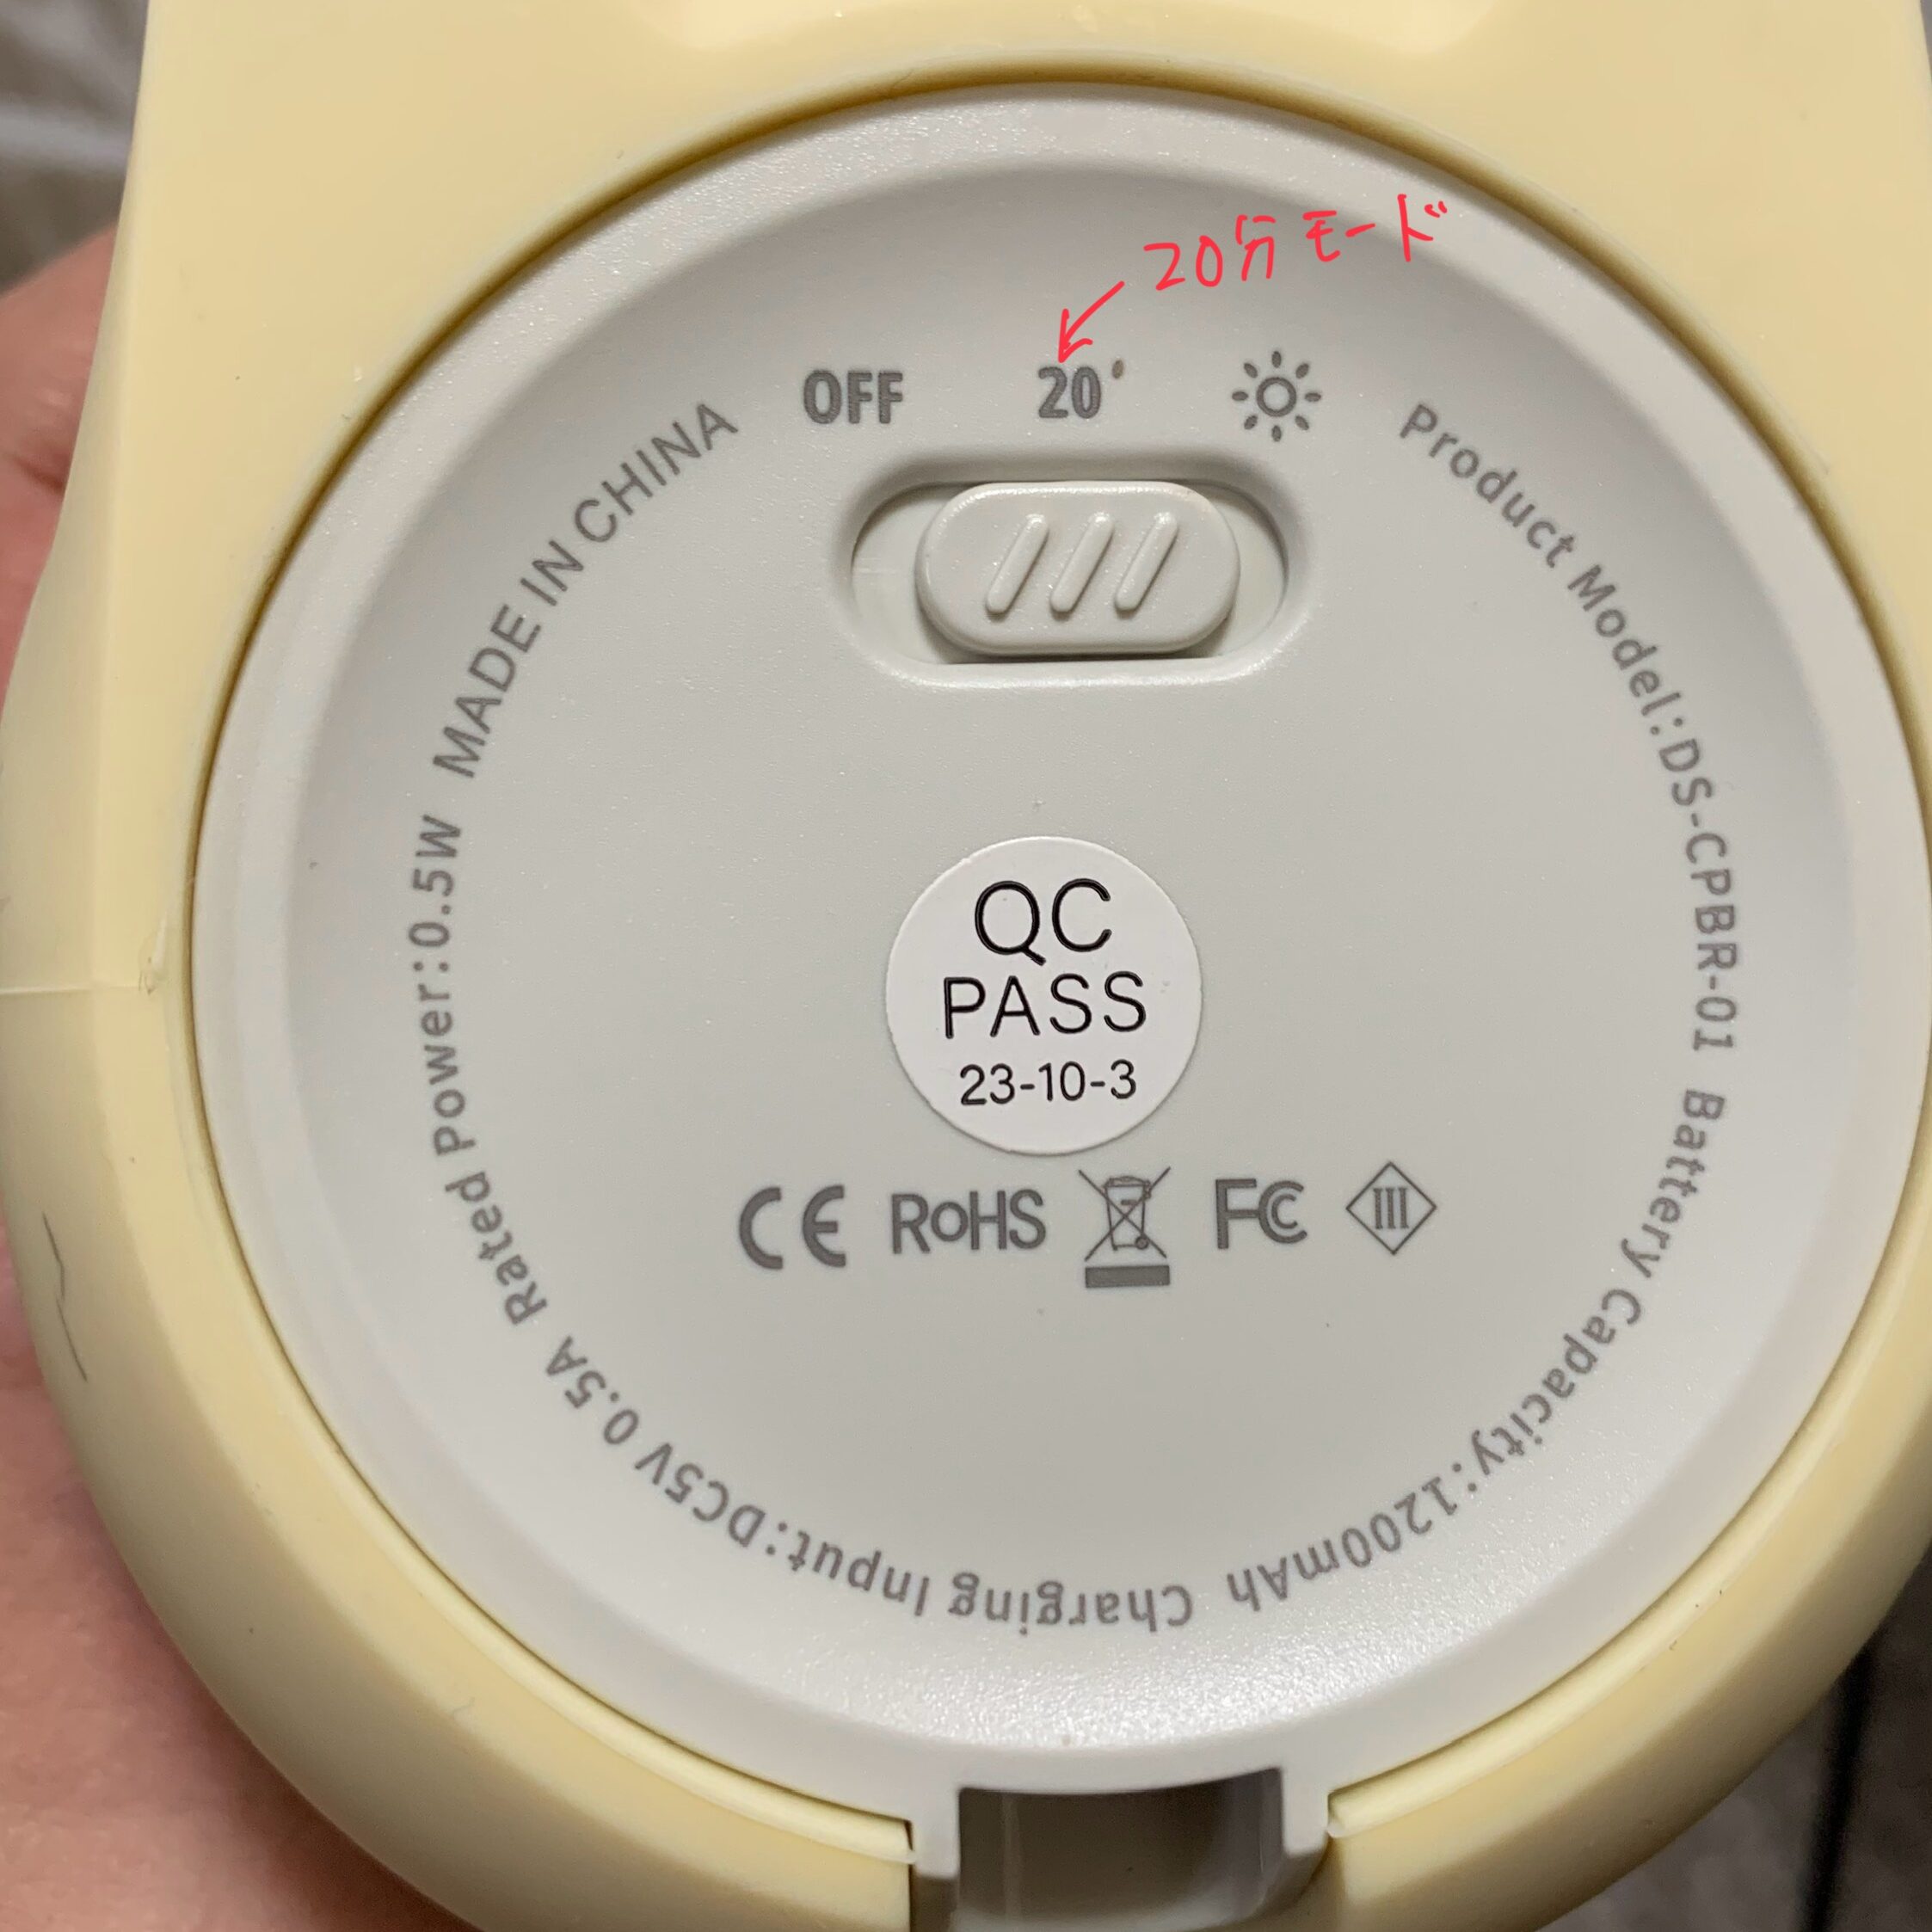 20分モード
OFF 20'
Product Model:DS-CPBR-01 Battery Capacity:1200mAh Charging Input:DC5V 0.5A Rated Power:0.5W MADE IN CHINA
QC
PASS
23-10-3
CE RoHS FC III